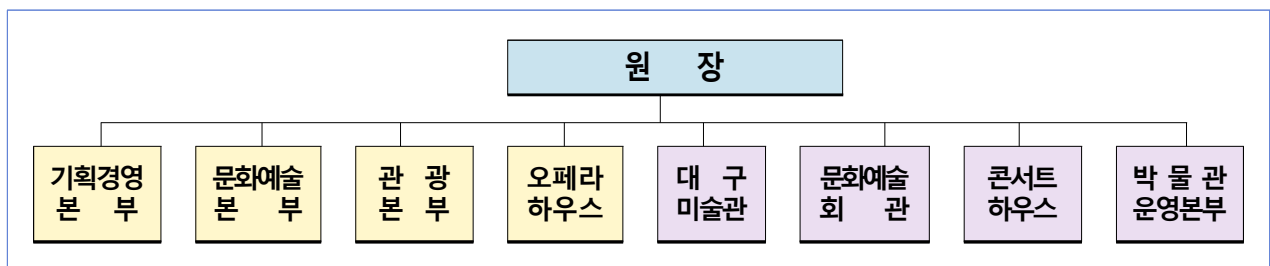 원 장
기획경영
본 부
문화예술
본 부
관 광
본 부
오페라
하우스
대 구
미술관
문화예술
회 관
콘서트
하우스
박 물 관
운영본부